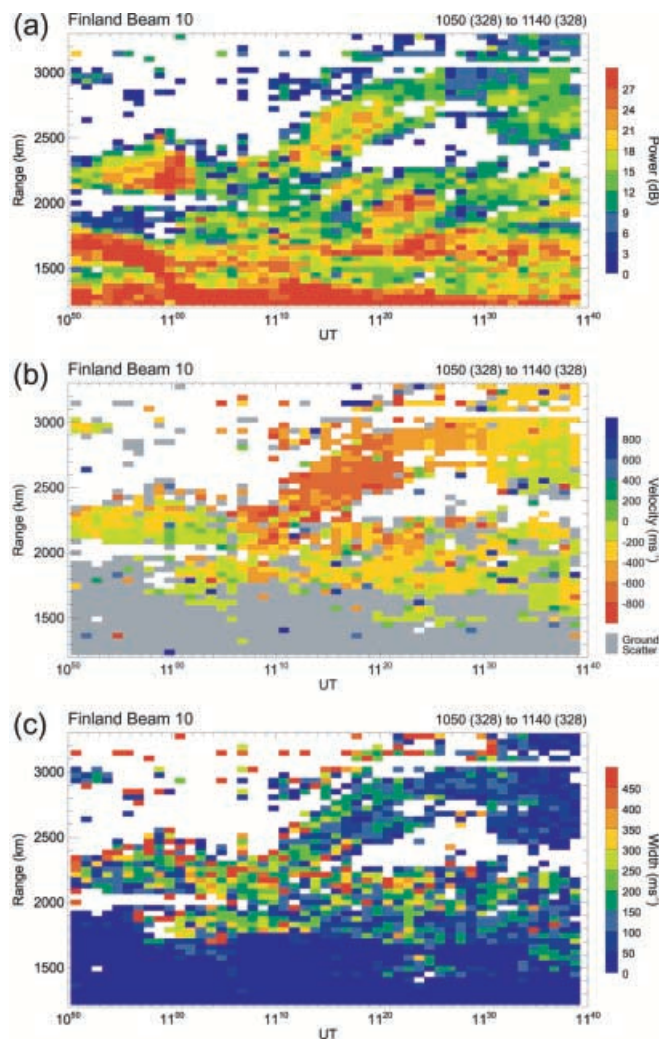 (a) Finland Beam 10 1050 (328) to 1140 (328)
3000
2500
2000
1500
Range (km)
10⁵⁰ 11⁰⁰ 11¹⁰ 11²⁰ 11³⁰ 11⁴⁰
UT
27
24
21
18
15
12
9
6
3
0
Power (dB)
(b) Finland Beam 10 1050 (328) to 1140 (328)
3000
2500
2000
1500
Range (km)
10⁵⁰ 11⁰⁰ 11¹⁰ 11²⁰ 11³⁰ 11⁴⁰
UT
800
600
400
200
0
-200
-400
-600
-800
Velocity (ms⁻¹)
Ground
Scatter
(c) Finland Beam 10 1050 (328) to 1140 (328)
3000
2500
2000
1500
Range (km)
10⁵⁰ 11⁰⁰ 11¹⁰ 11²⁰ 11³⁰ 11⁴⁰
UT
450
400
350
300
250
200
150
100
50
0
Width (ms⁻¹)